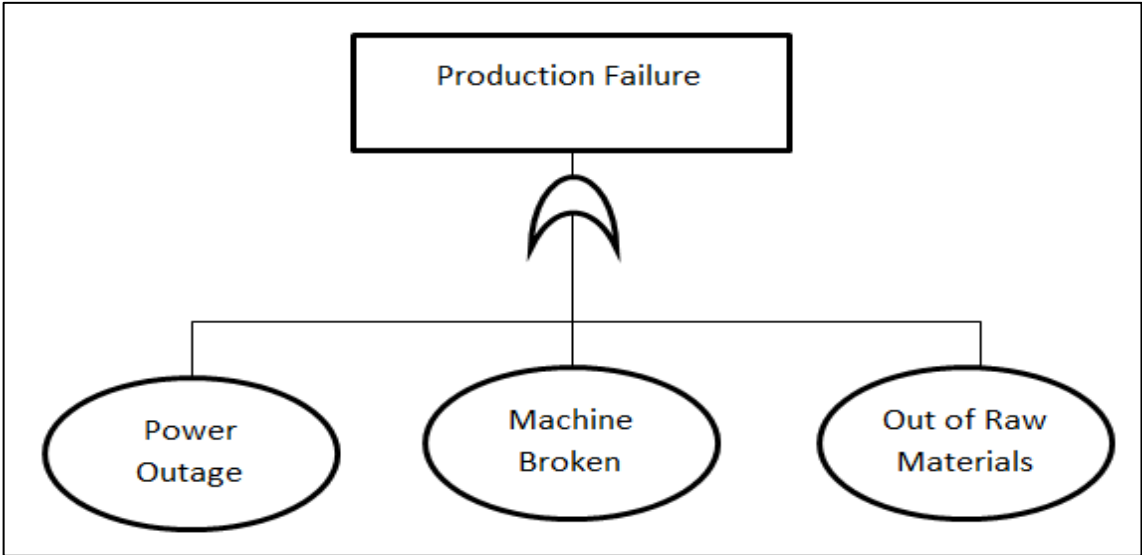 Production Failure
Power
Outage
Machine
Broken
Out of Raw
Materials